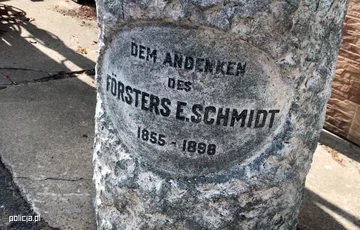 DEM ANDENKEN
DES
FÖRSTERS E.SCHMIDT
1855 - 1898
policja.pl